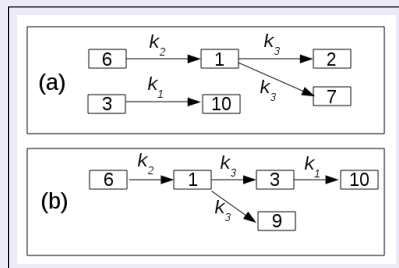 (a)
6 k₂ 1 k₃ 2
k₃ 7
3 k₁ 10
(b)
6 k₂ 1 k₃ 3 k₁ 10
k₃ 9